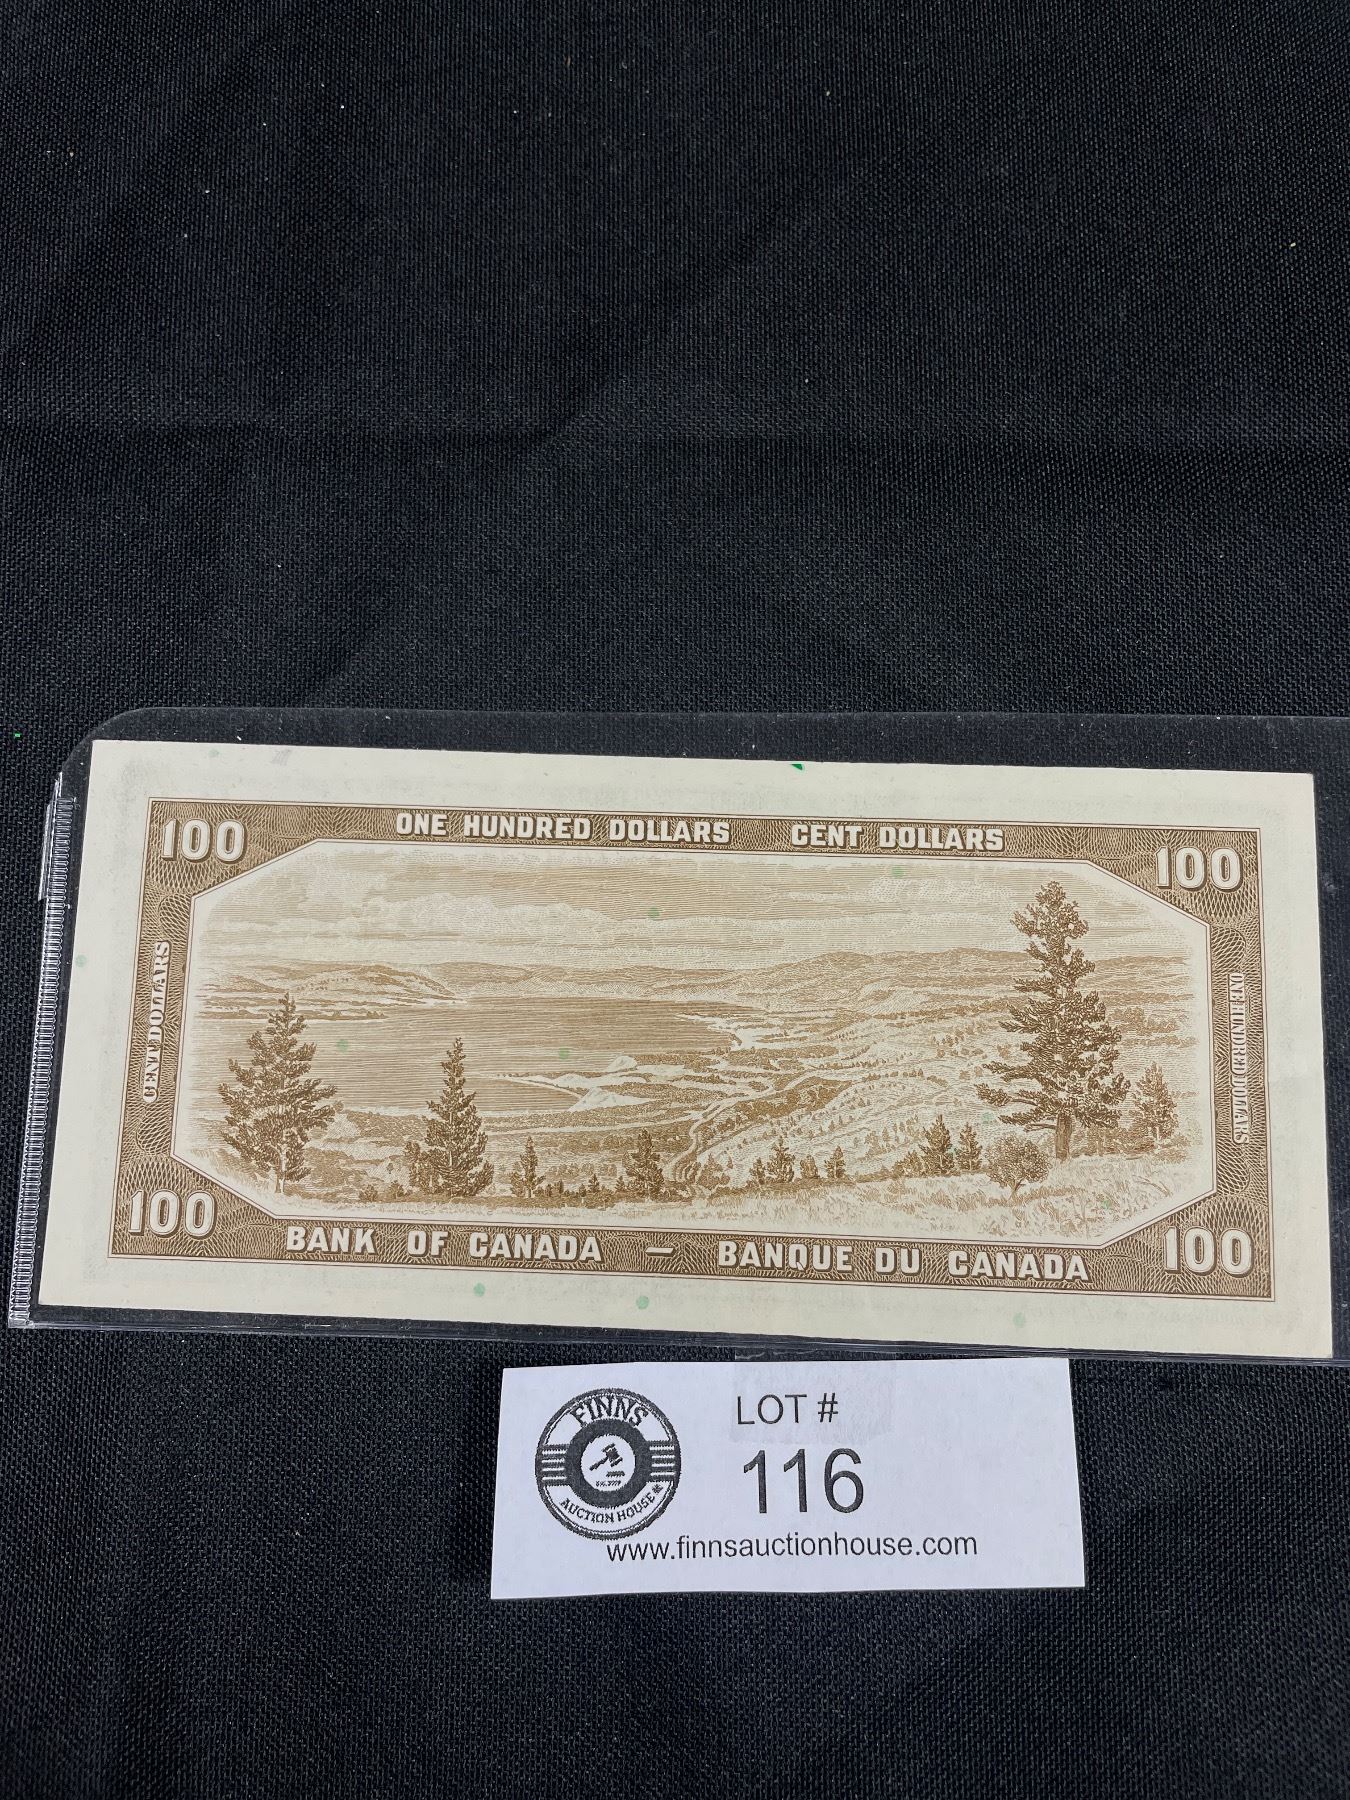 100 ONE HUNDRED DOLLARS CENT DOLLARS 100
CENT DOLLARS
ONE HUNDRED DOLLARS
100 BANK OF CANADA — BANQUE DU CANADA 100
FINNS
AUCTION HOUSE
LOT #
116
www.finnsauctionhouse.com